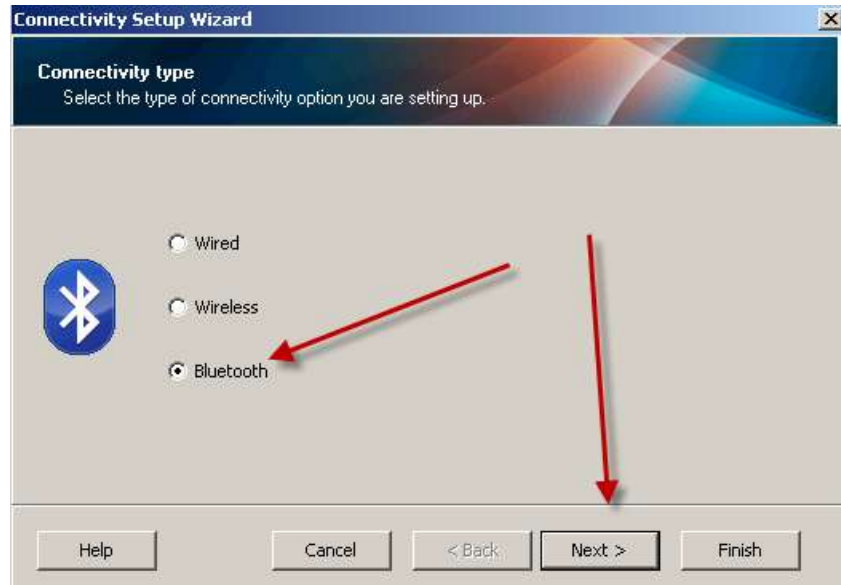 Connectivity Setup Wizard
Connectivity type
Select the type of connectivity option you are setting up.
Wired
Wireless
Bluetooth
Help Cancel < Back Next > Finish